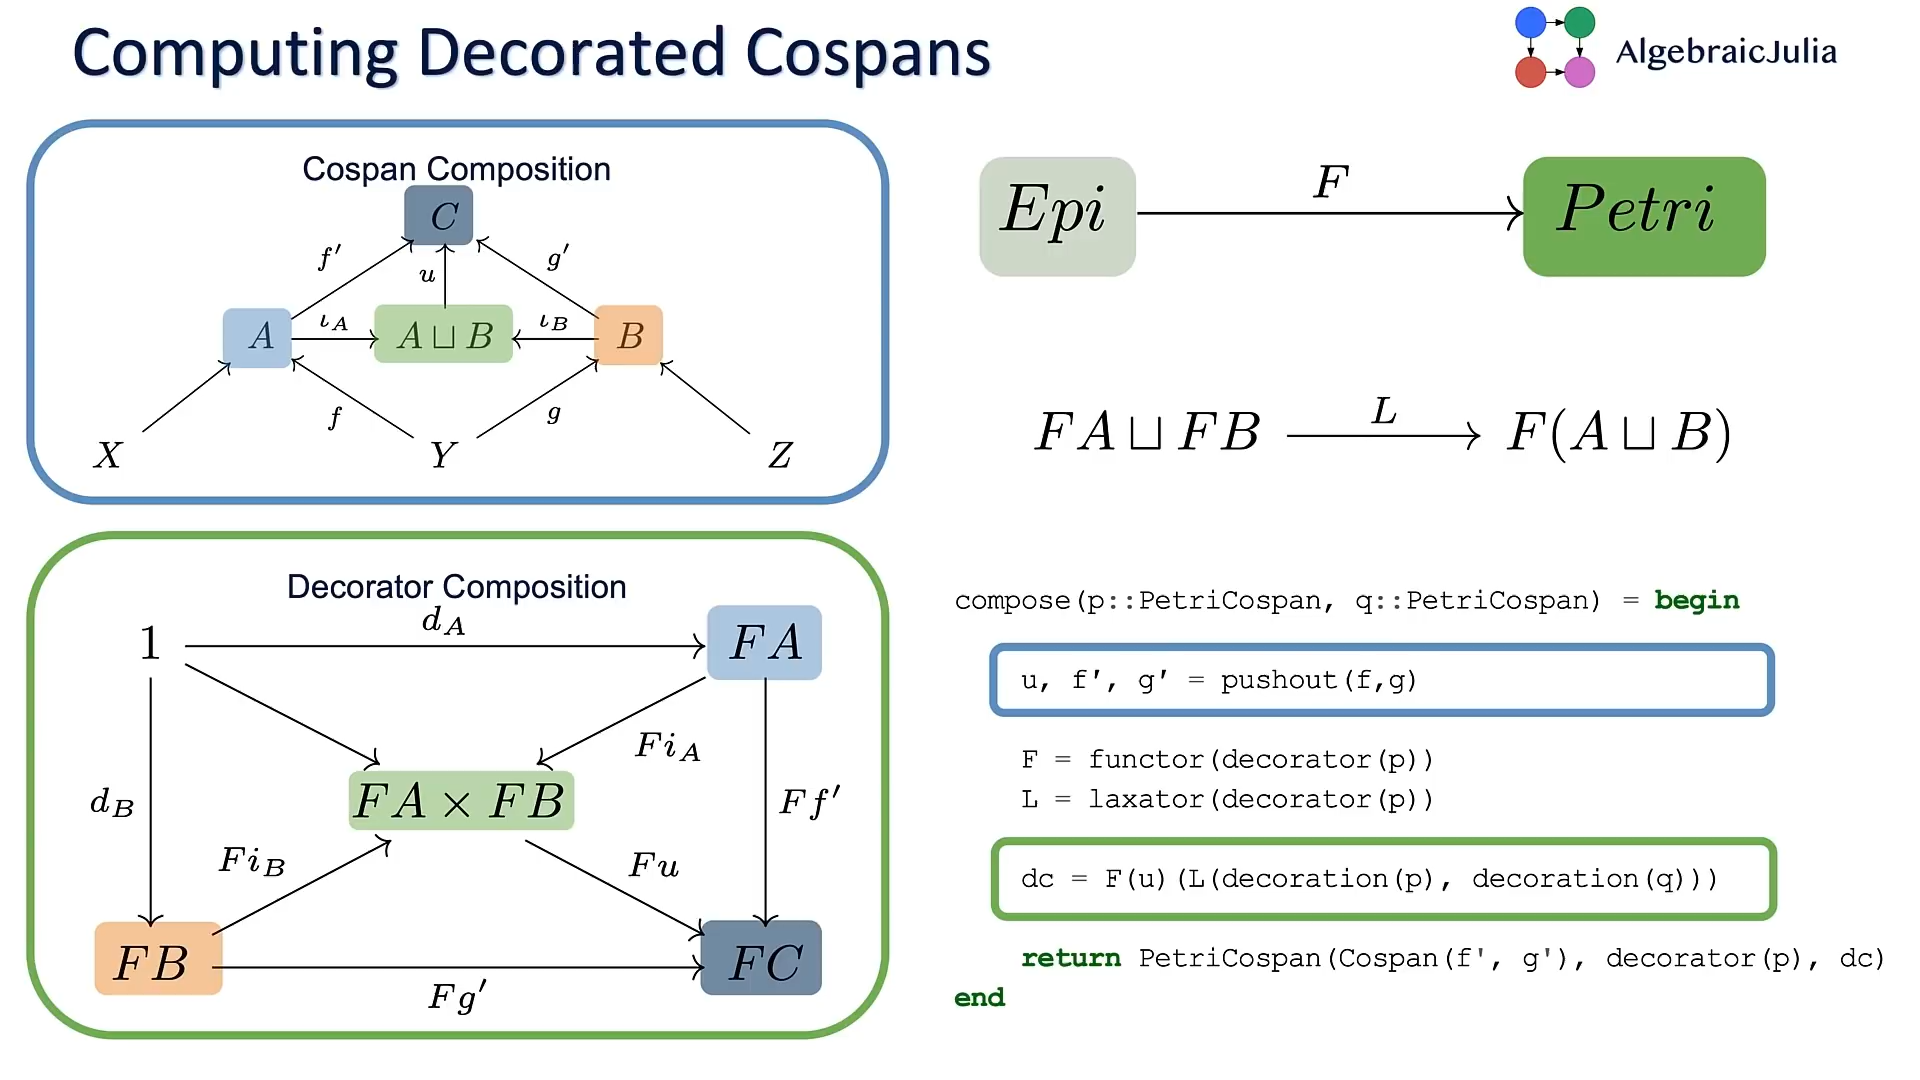 Computing Decorated Cospans
AlgebraicJulia
Cospan Composition
C
f′
u
g′
A
ι_A
A ⊔ B
ι_B
B
f
g
X
Y
Z
Epi
F
Petri
FA ⊔ FB
L
F(A ⊔ B)
Decorator Composition
d_A
1
FA
Fi_A
d_B
FA × FB
Ff′
Fi_B
Fu
FB
FC
Fg′
compose(p::PetriCospan, q::PetriCospan) = begin
u, f′, g′ = pushout(f,g)
F = functor(decorator(p))
L = laxator(decorator(p))
dc = F(u)(L(decoration(p), decoration(q)))
return PetriCospan(Cospan(f', g'), decorator(p), dc)
end